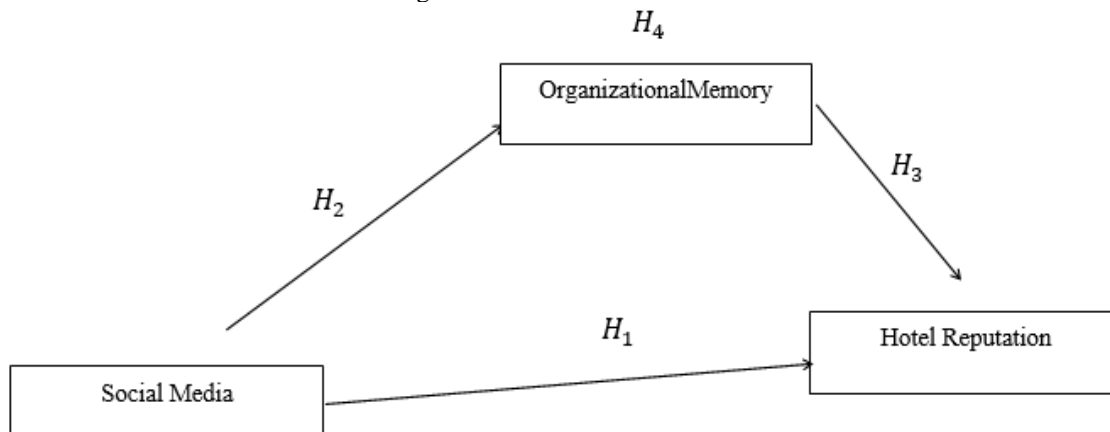 H₄
OrganizationalMemory
H₃
H₂
H₁
Hotel Reputation
Social Media